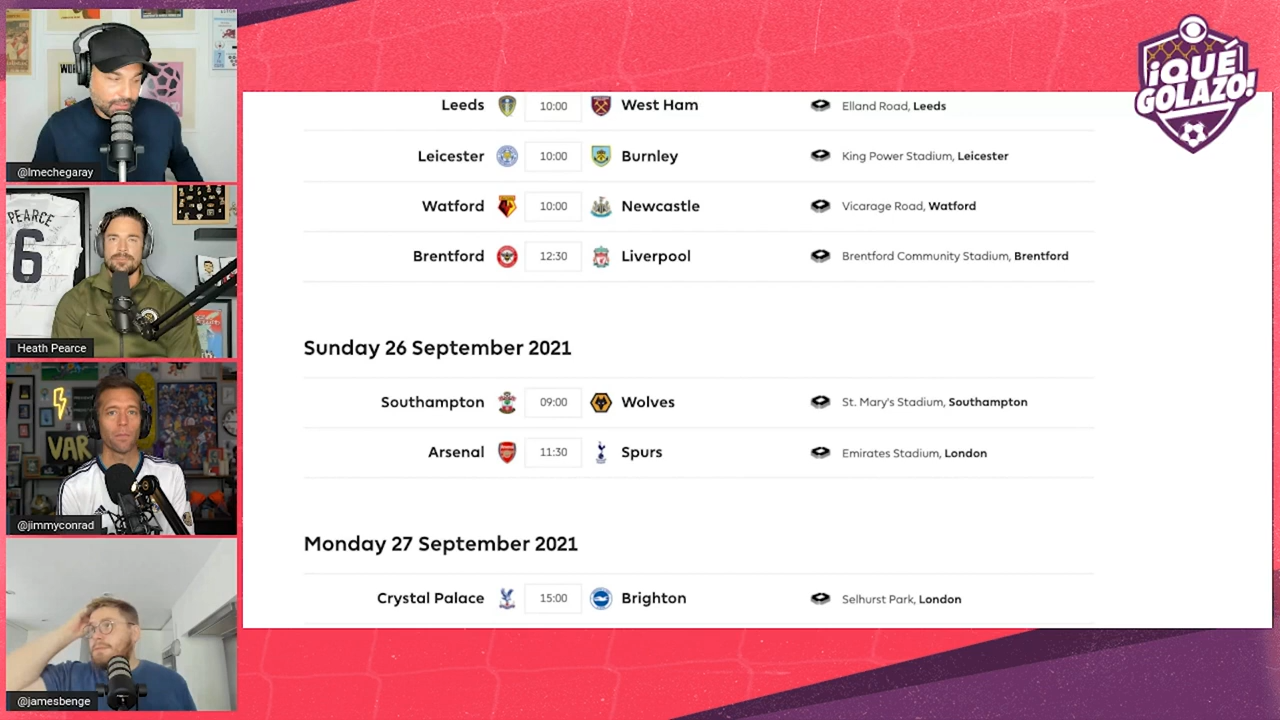 ¡QUÉ
GOLAZO!
@lmechegaray
PEARCE
6
Heath Pearce
VAR
@jimmyconrad
@jamesbenge
Leeds 10:00 West Ham Elland Road, Leeds
Leicester 10:00 Burnley King Power Stadium, Leicester
Watford 10:00 Newcastle Vicarage Road, Watford
Brentford 12:30 Liverpool Brentford Community Stadium, Brentford
Sunday 26 September 2021
Southampton 09:00 Wolves St. Mary's Stadium, Southampton
Arsenal 11:30 Spurs Emirates Stadium, London
Monday 27 September 2021
Crystal Palace 15:00 Brighton Selhurst Park, London